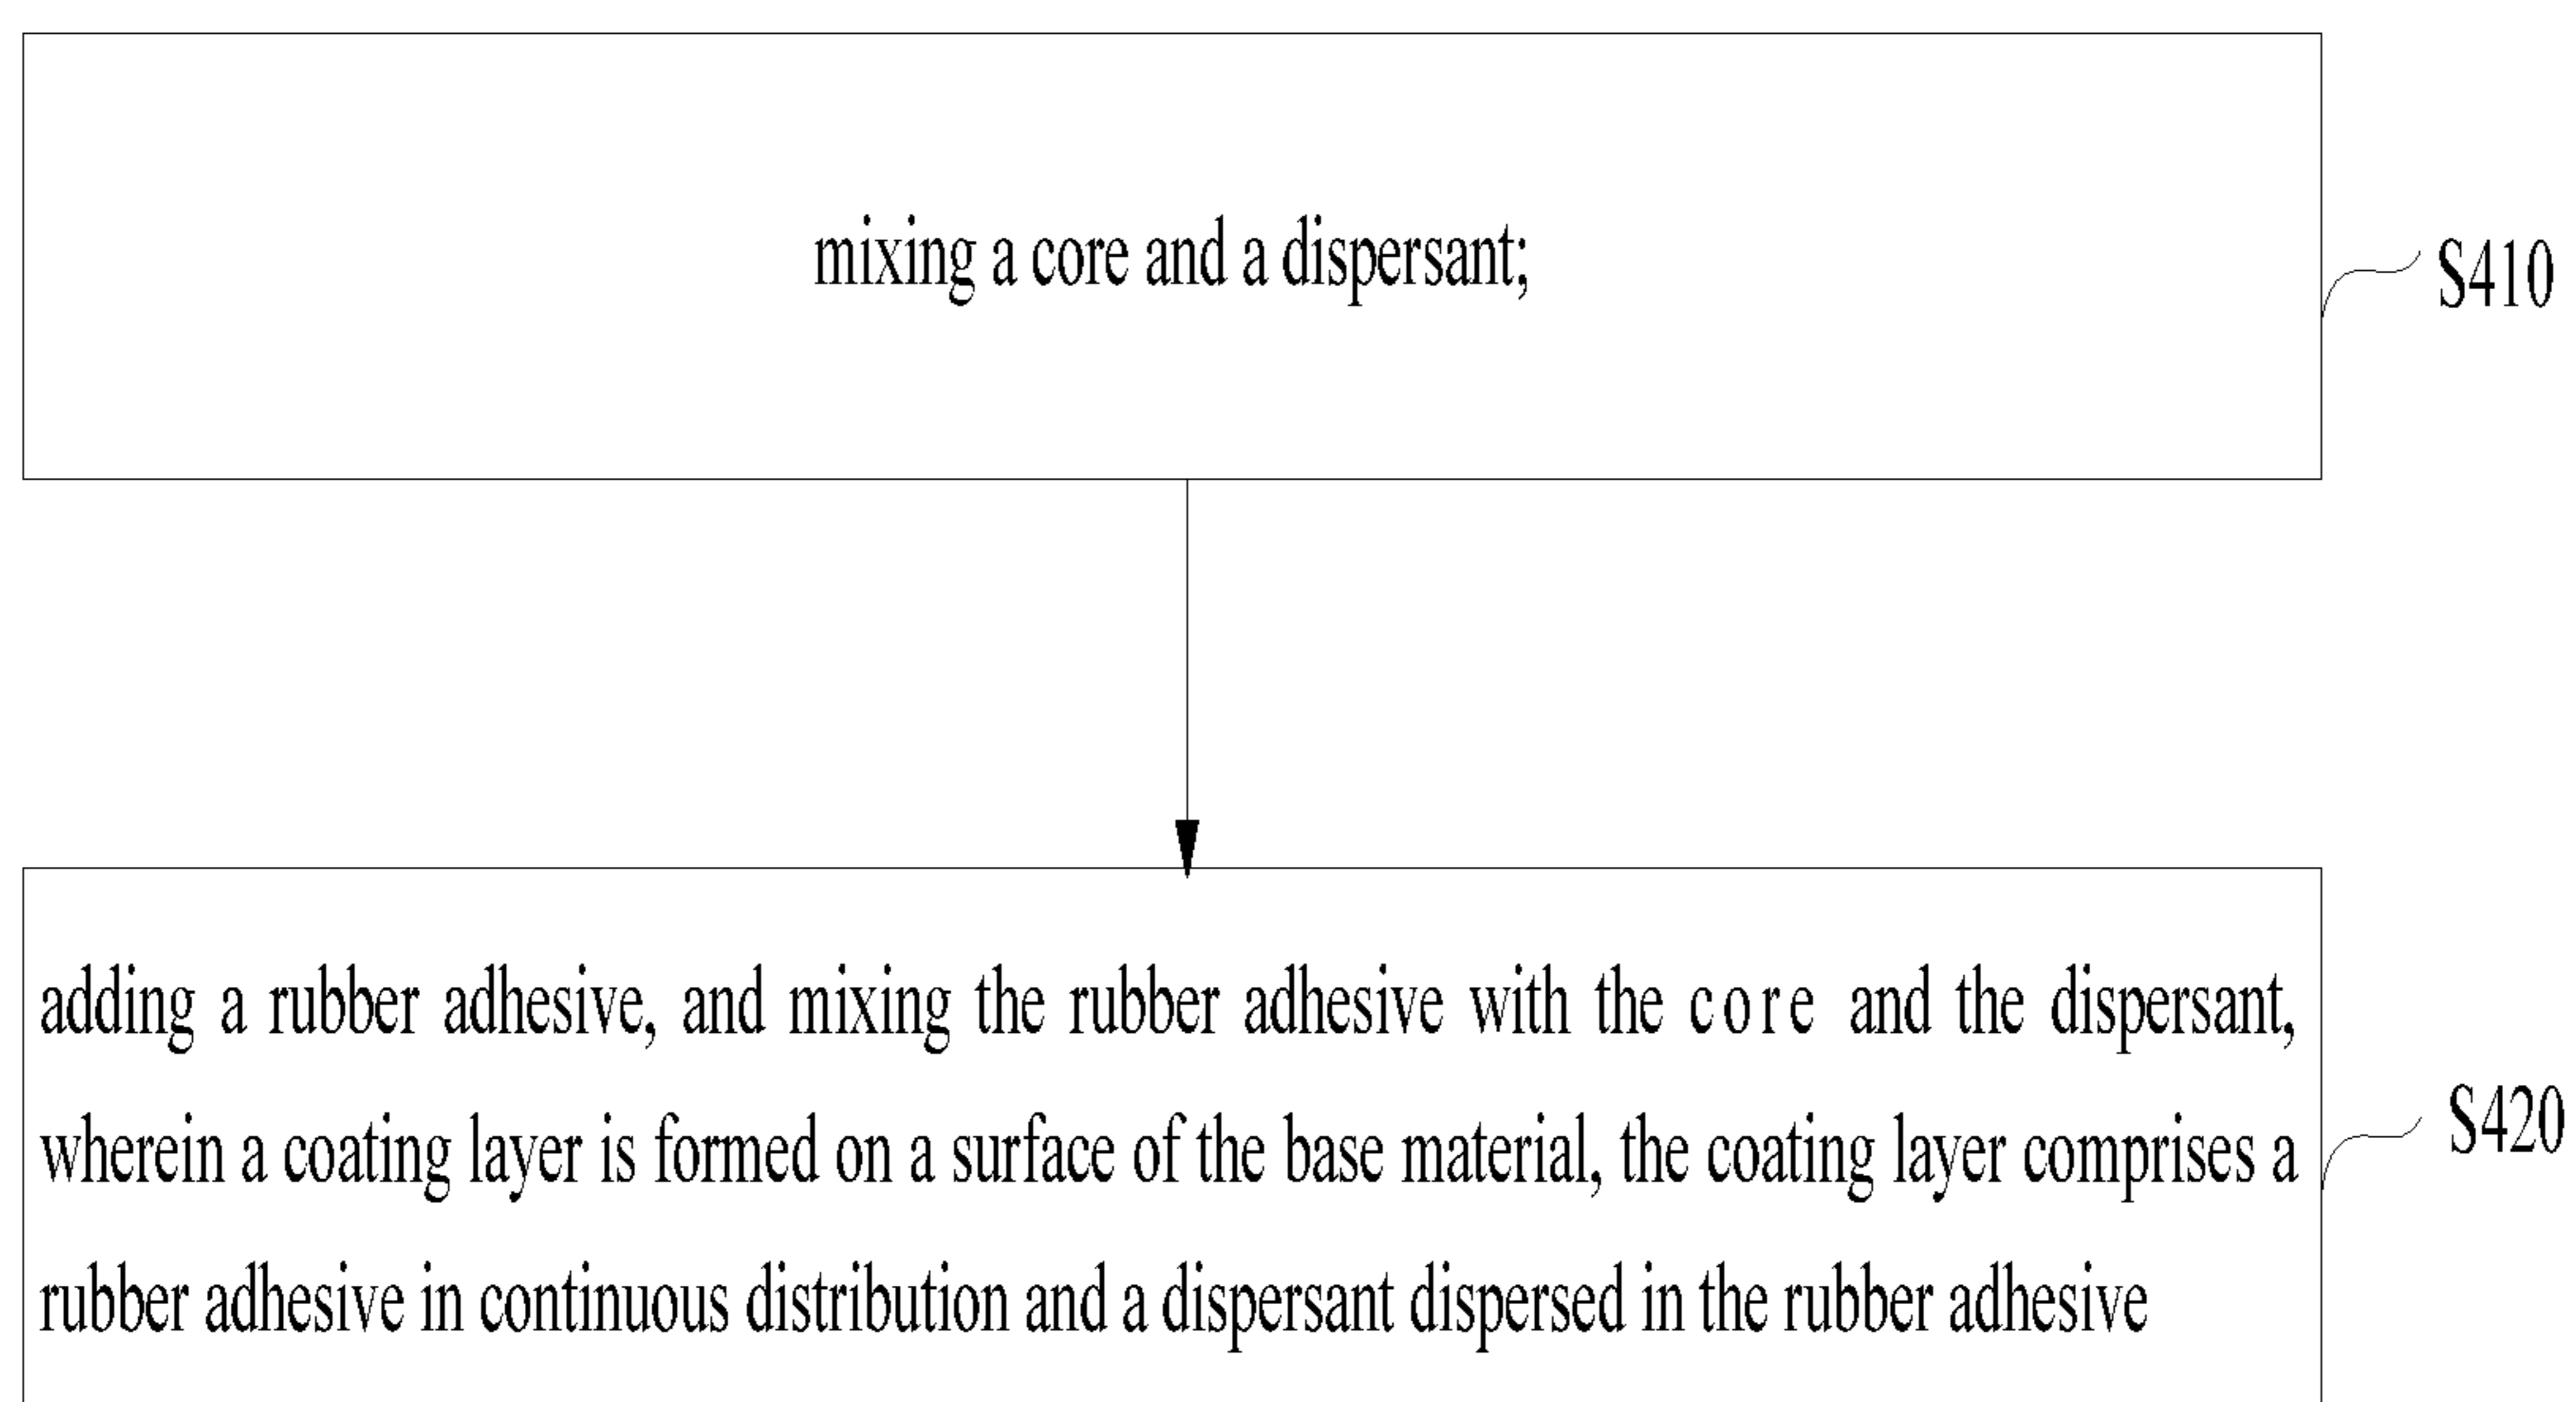 mixing a core and a dispersant;
S410
adding a rubber adhesive, and mixing the rubber adhesive with the core and the dispersant,
wherein a coating layer is formed on a surface of the base material, the coating layer comprises a
rubber adhesive in continuous distribution and a dispersant dispersed in the rubber adhesive
S420